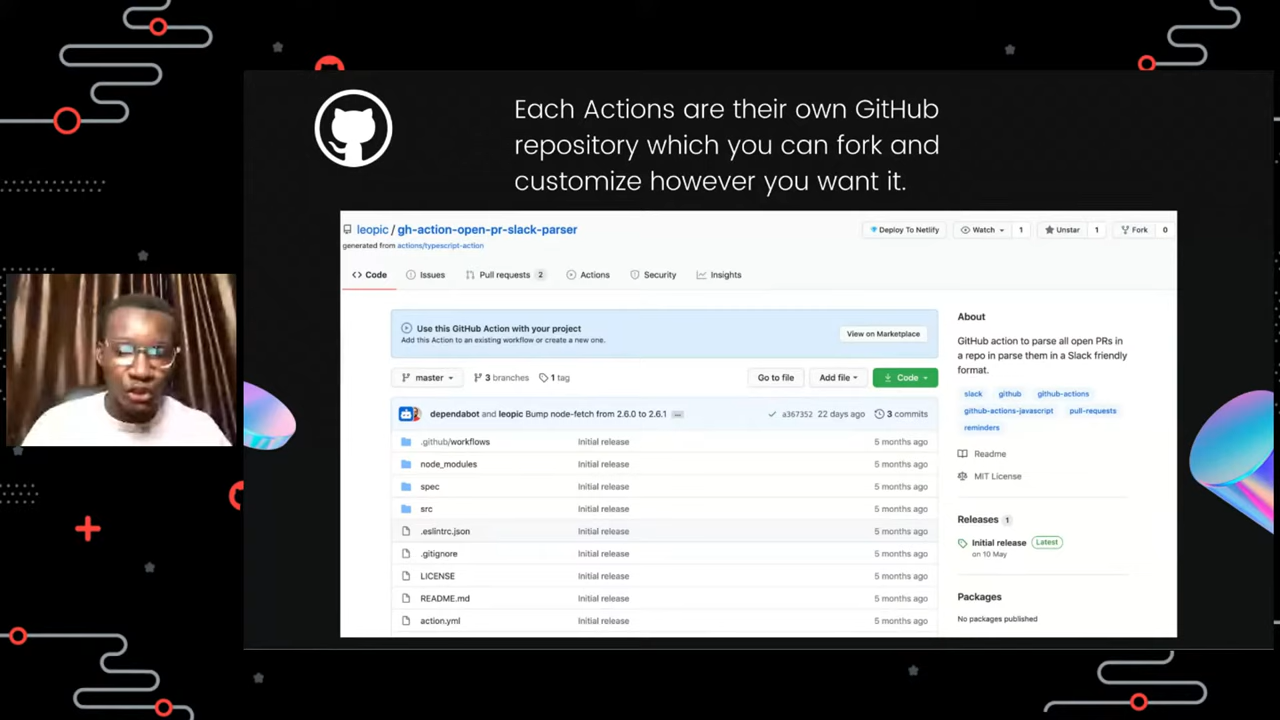 Each Actions are their own GitHub
repository which you can fork and
customize however you want it.
leopic / gh-action-open-pr-slack-parser
generated from actions/typescript-action
Deploy To Netlify
Watch
1
Unstar
1
Fork
0
Code
Issues
Pull requests 2
Actions
Security
Insights
Use this GitHub Action with your project
Add this Action to an existing workflow or create a new one.
View on Marketplace
master
3 branches
1 tag
Go to file
Add file
Code
dependabot and leopic Bump node-fetch from 2.6.0 to 2.6.1 ...
a367352 22 days ago
3 commits
.github/workflows Initial release 5 months ago
node_modules Initial release 5 months ago
spec Initial release 5 months ago
src Initial release 5 months ago
.eslintrc.json Initial release 5 months ago
.gitignore Initial release 5 months ago
LICENSE Initial release 5 months ago
README.md Initial release 5 months ago
action.yml Initial release 5 months ago
About
GitHub action to parse all open PRs in
a repo in parse them in a Slack friendly
format.
slack github github-actions
github-actions-javascript pull-requests
reminders
Readme
MIT License
Releases 1
Initial release Latest
on 10 May
Packages
No packages published